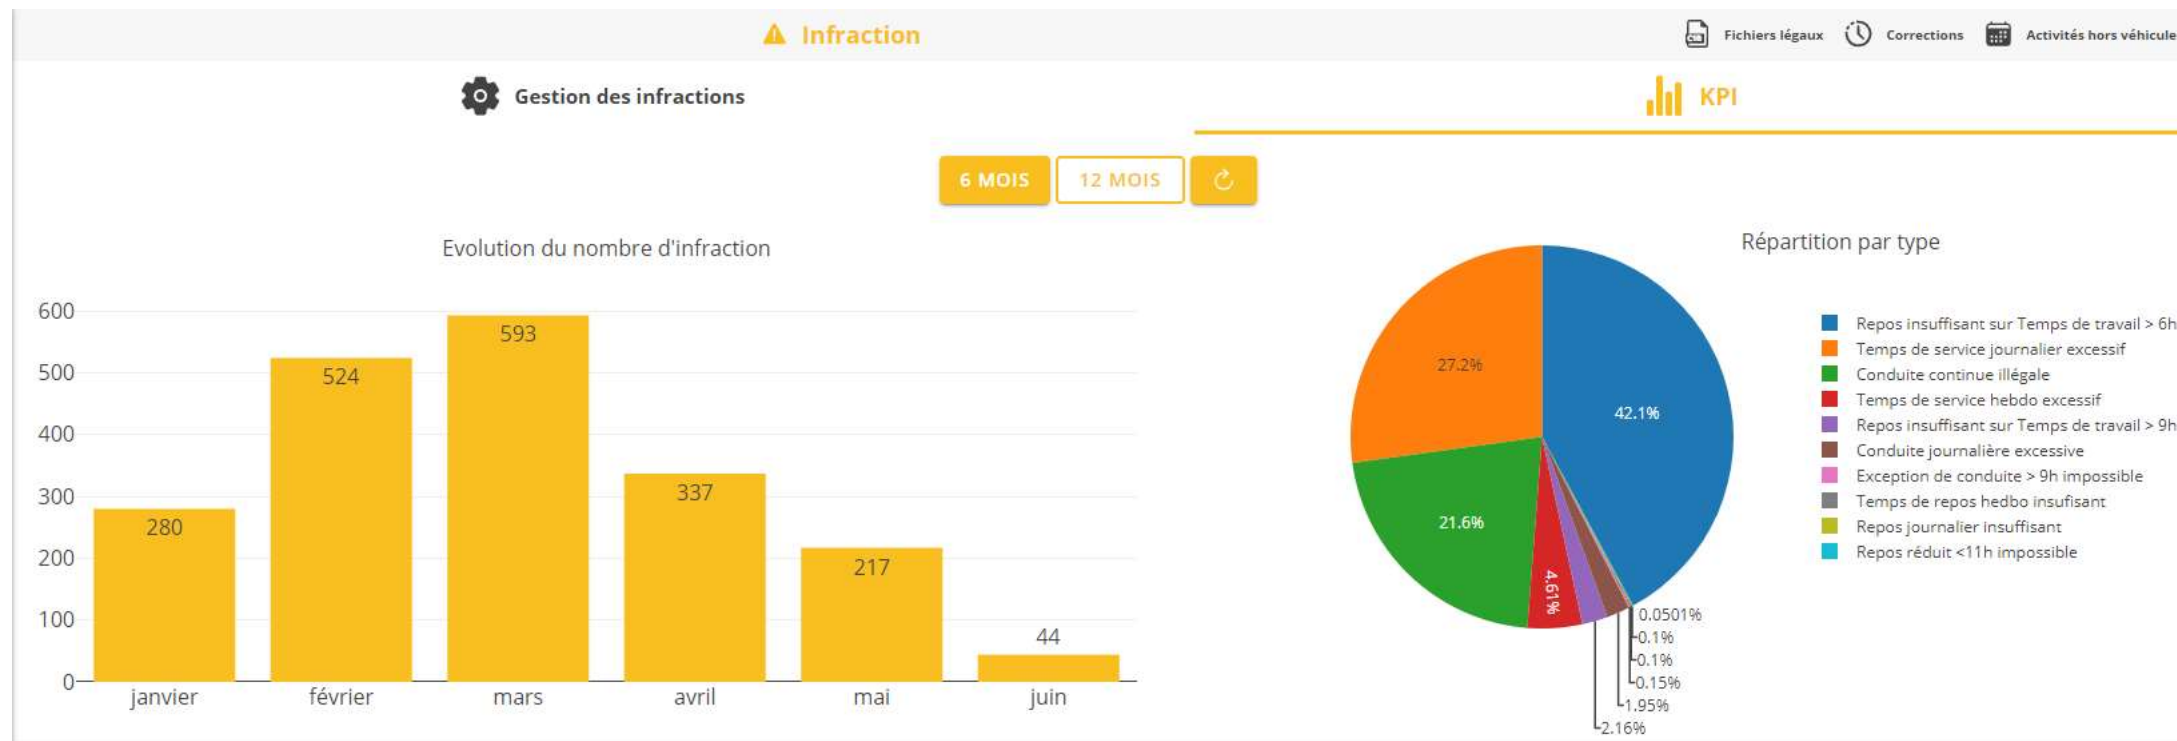 Infraction
Fichiers légaux
Corrections
Activités hors véhicule
Gestion des infractions
KPI
6 MOIS
12 MOIS
Evolution du nombre d'infraction
600
500
400
300
200
100
0
280
524
593
337
217
44
janvier
février
mars
avril
mai
juin
Répartition par type
27.2%
42.1%
21.6%
4.61%
0.0501%
0.1%
0.1%
0.15%
1.95%
2.16%
Repos insuffisant sur Temps de travail > 6h
Temps de service journalier excessif
Conduite continue illégale
Temps de service hebdo excessif
Repos insuffisant sur Temps de travail > 9h
Conduite journalière excessive
Exception de conduite > 9h impossible
Temps de repos hedbo insufisant
Repos journalier insuffisant
Repos réduit <11h impossible